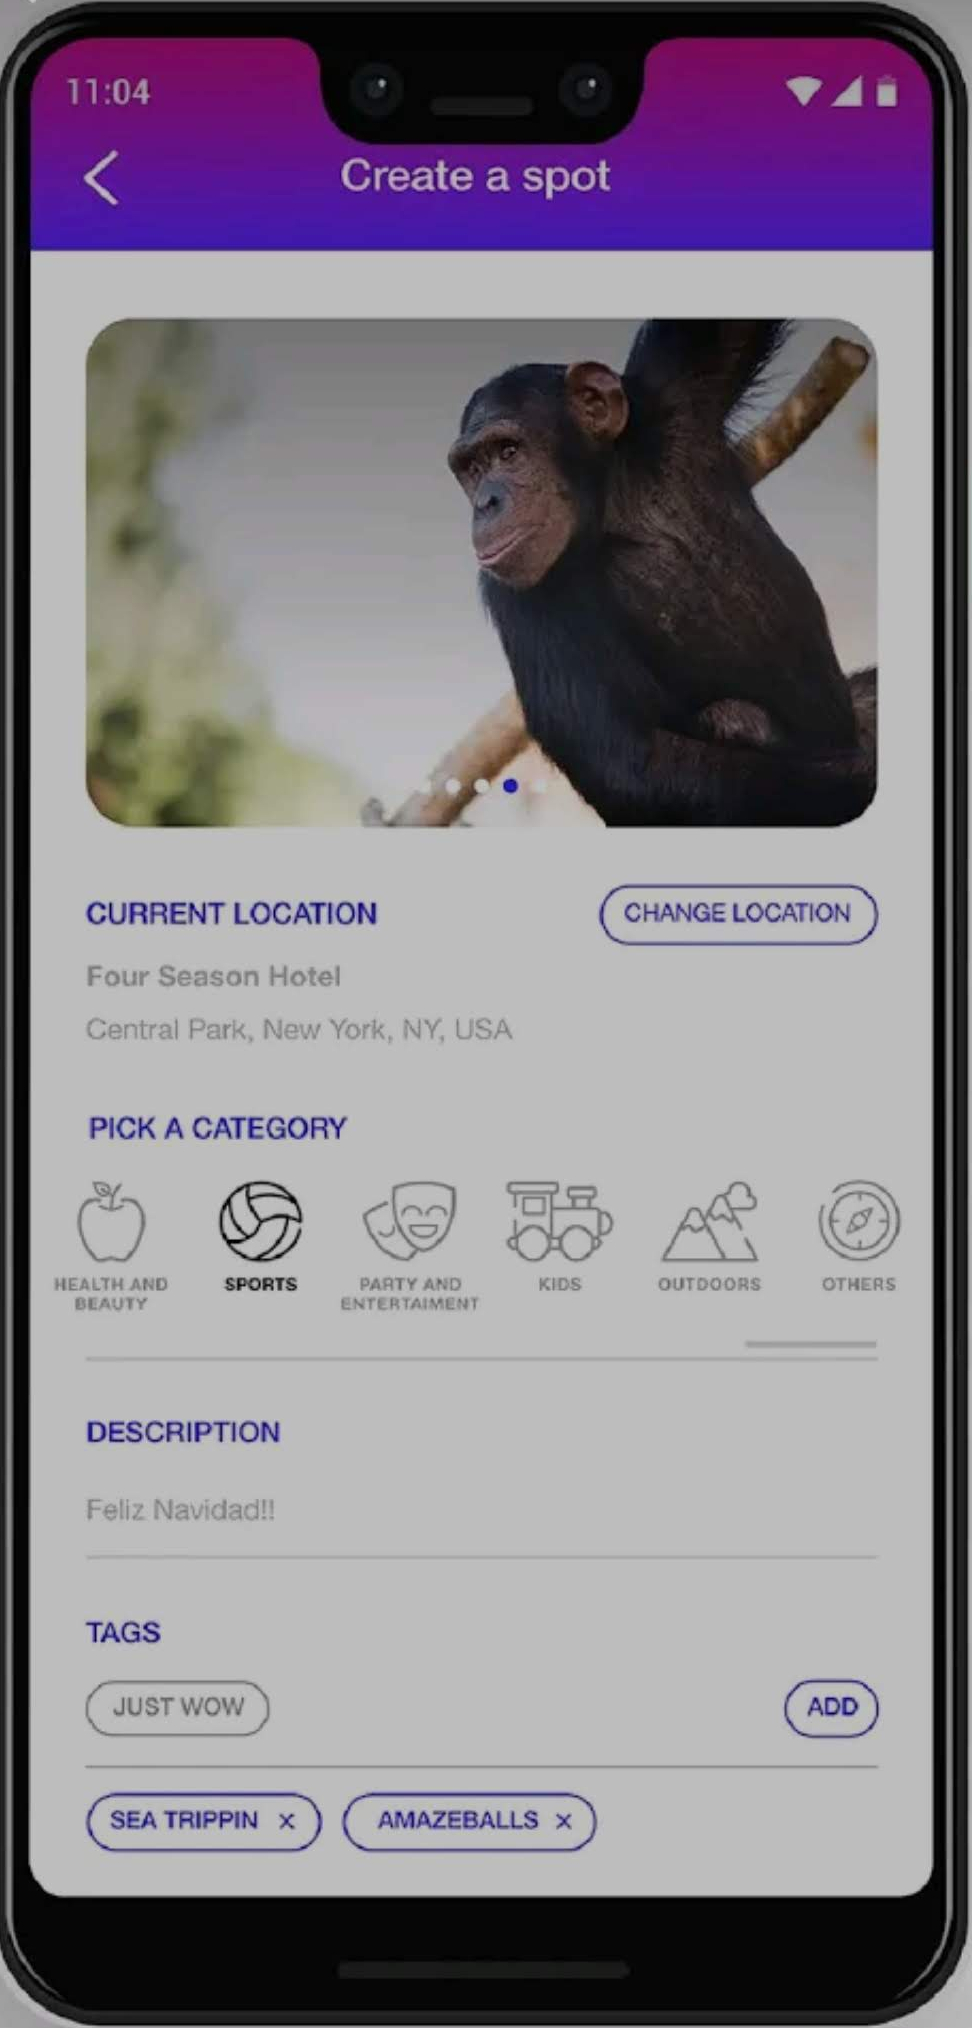 11:04
Create a spot
CURRENT LOCATION
CHANGE LOCATION
Four Season Hotel
Central Park, New York, NY, USA
PICK A CATEGORY
HEALTH AND
BEAUTY
SPORTS
PARTY AND
ENTERTAIMENT
KIDS
OUTDOORS
OTHERS
DESCRIPTION
Feliz Navidad!!
TAGS
JUST WOW
ADD
SEA TRIPPIN ×
AMAZEBALLS ×